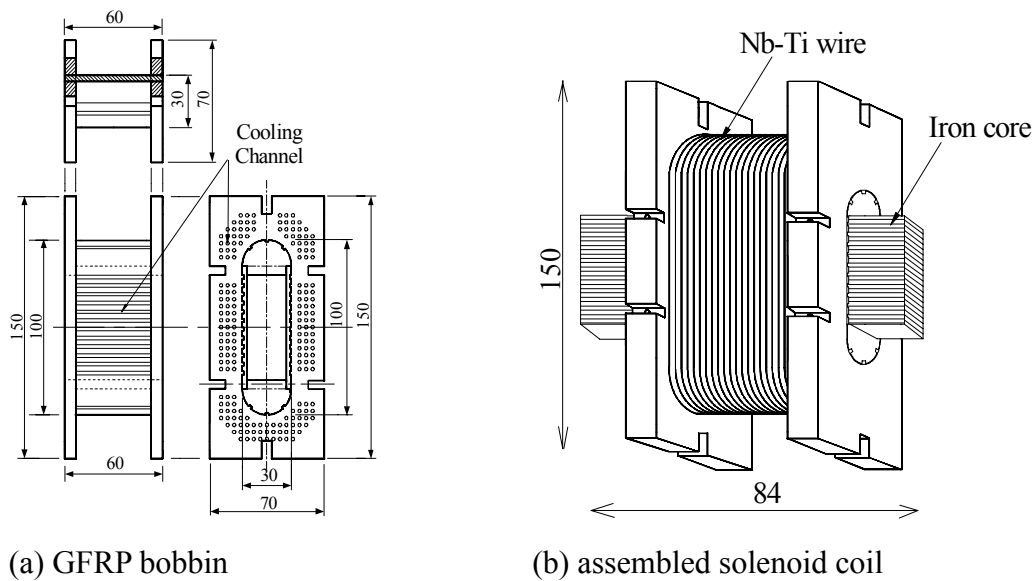 60
30
70
Cooling
Channel
150
100
60
100
150
30
70
(a) GFRP bobbin
Nb-Ti wire
Iron core
150
84
(b) assembled solenoid coil